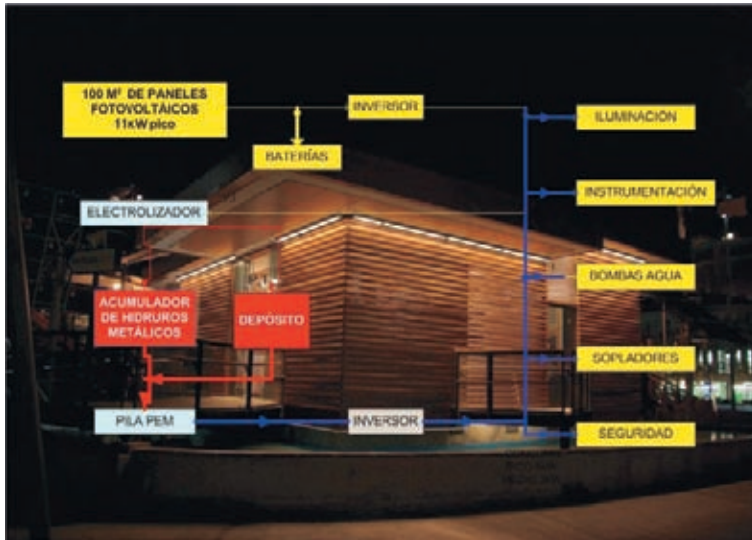 100 M² DE PANELES
FOTOVOLTÁICOS
11KW pico
INVERSOR
ILUMINACIÓN
BATERÍAS
INSTRUMENTACIÓN
ELECTROLIZADOR
BOMBAS AGUA
ACUMULADOR
DE HIDRUROS
METÁLICOS
DEPÓSITO
SOPLADORES
PILA PEM
INVERSOR
SEGURIDAD